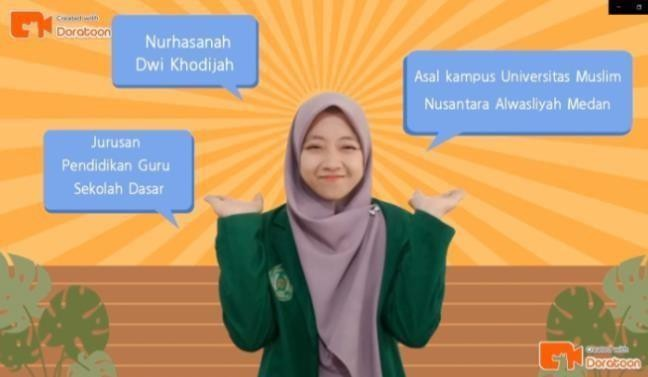 Created with
Doratoon
Nurhasanah
Dwi Khodijah
Asal kampus Universitas Muslim
Nusantara Alwasliyah Medan
Jurusan
Pendidikan Guru
Sekolah Dasar
Created with
Doratoon